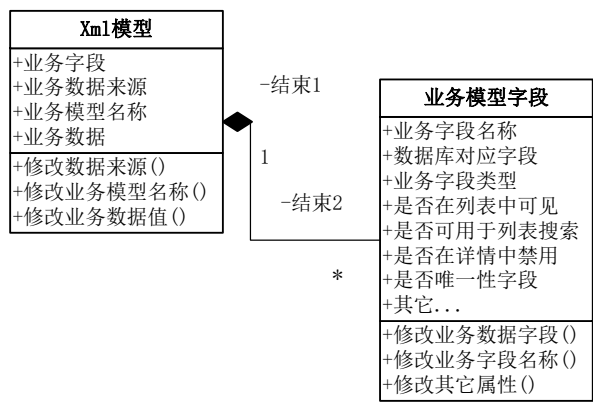 Xml模型
+业务字段
+业务数据来源
+业务模型名称
+业务数据
+修改数据来源()
+修改业务模型名称()
+修改业务数据值()
-结束1
1
-结束2
*
业务模型字段
+业务字段名称
+数据库对应字段
+业务字段类型
+是否在列表中可见
+是否可用于列表搜索
+是否在详情中禁用
+是否唯一性字段
+其它...
+修改业务数据字段()
+修改业务字段名称()
+修改其它属性()